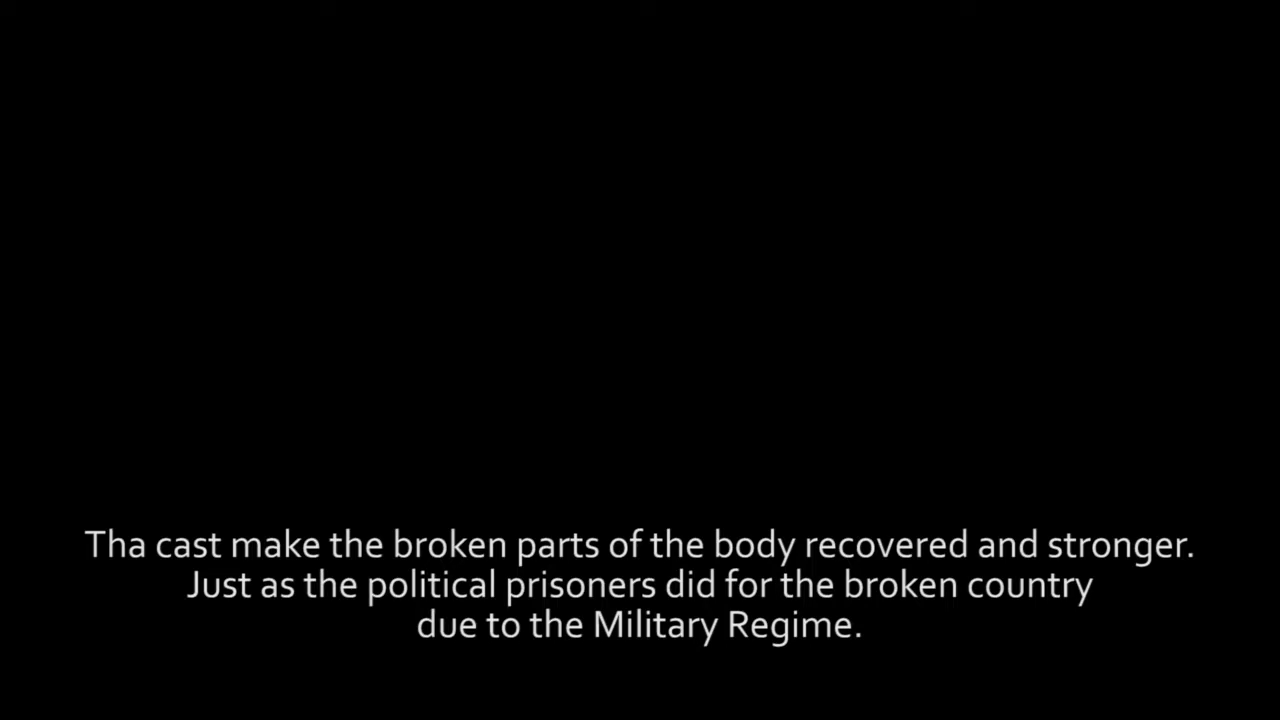 Tha cast make the broken parts of the body recovered and stronger.
Just as the political prisoners did for the broken country
due to the Military Regime.